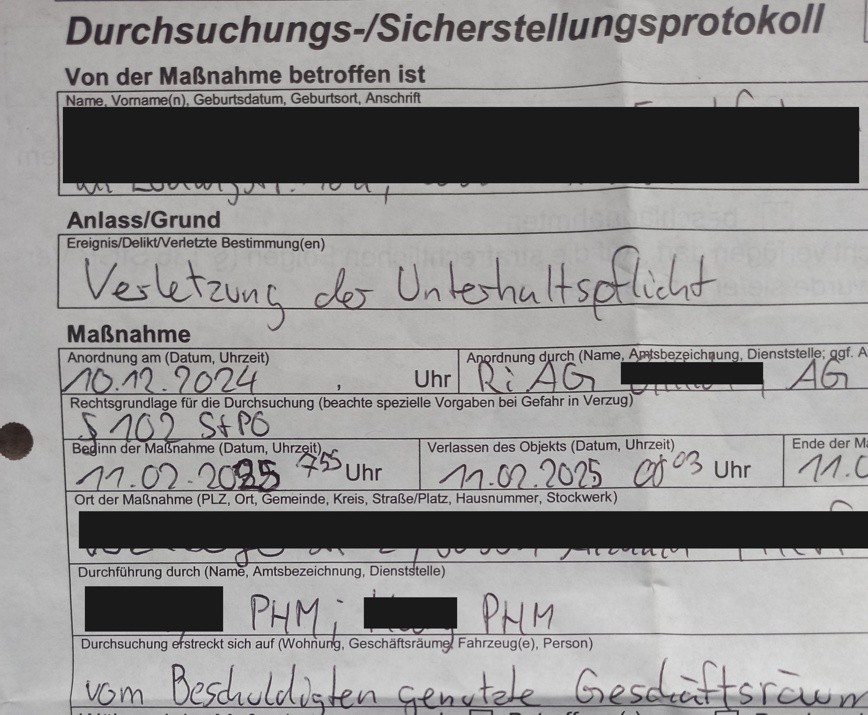 Durchsuchungs-/Sicherstellungsprotokoll
Von der Maßnahme betroffen ist
Name, Vorname(n), Geburtsdatum, Geburtsort, Anschrift
Anlass/Grund
Ereignis/Delikt/Verletzte Bestimmung(en)
Verletzung der Unterhaltspflicht
Maßnahme
Anordnung am (Datum, Uhrzeit) Anordnung durch (Name, Amtsbezeichnung, Dienststelle; ggf. A
10.12.2024 , Uhr Ri AG AG
Rechtsgrundlage für die Durchsuchung (beachte spezielle Vorgaben bei Gefahr in Verzug)
§ 102 StPO
Beginn der Maßnahme (Datum, Uhrzeit) Verlassen des Objekts (Datum, Uhrzeit) Ende der Ma
11.02.2025 755 Uhr 11.02.2025 0803 Uhr 11.0
Ort der Maßnahme (PLZ, Ort, Gemeinde, Kreis, Straße/Platz, Hausnummer, Stockwerk)
Durchführung durch (Name, Amtsbezeichnung, Dienststelle)
PHM; PHM
Durchsuchung erstreckt sich auf (Wohnung, Geschäftsräume, Fahrzeug(e), Person)
vom Beschuldigten genutzte Geschäftsräum